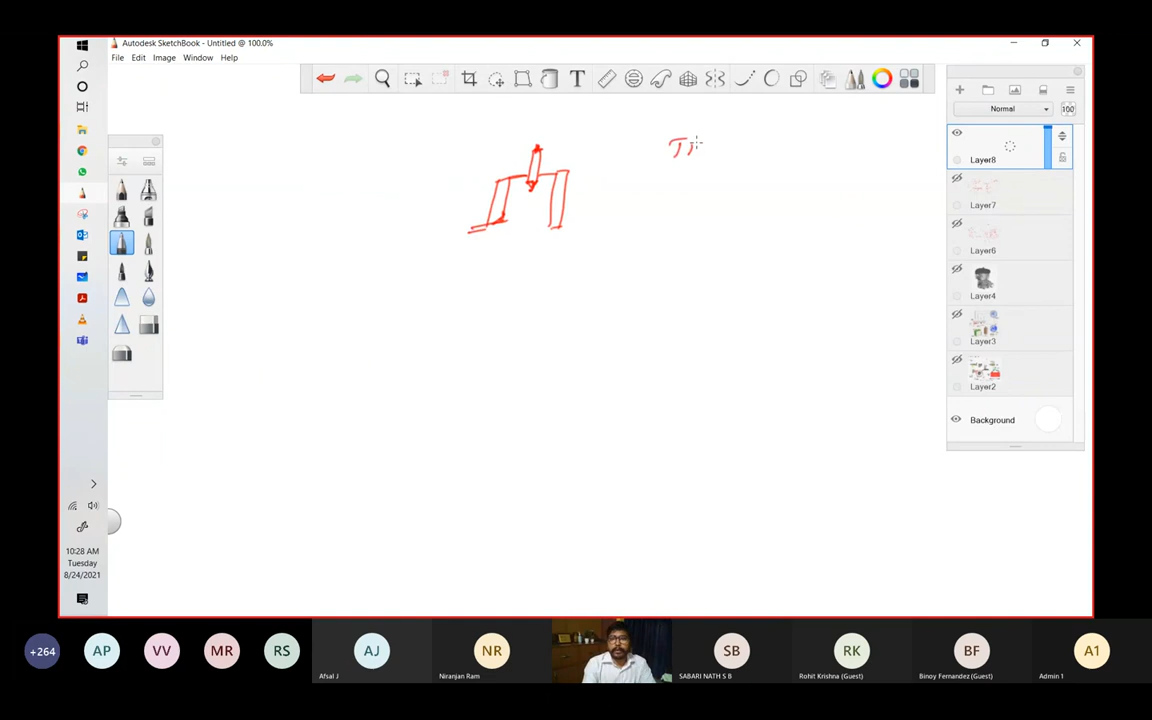 Autodesk SketchBook - Untitled @ 100.0%
File Edit Image Window Help
T
Normal 100
Layer8
Layer7
Layer6
Layer4
Layer3
Layer2
Background
10:28 AM
Tuesday
8/24/2021
+264 AP VV MR RS AJ NR SB RK BF A1
Afsal J Niranjan Ram SABARI NATH S B Rohit Krishna (Guest) Binoy Fernandez (Guest) Admin 1